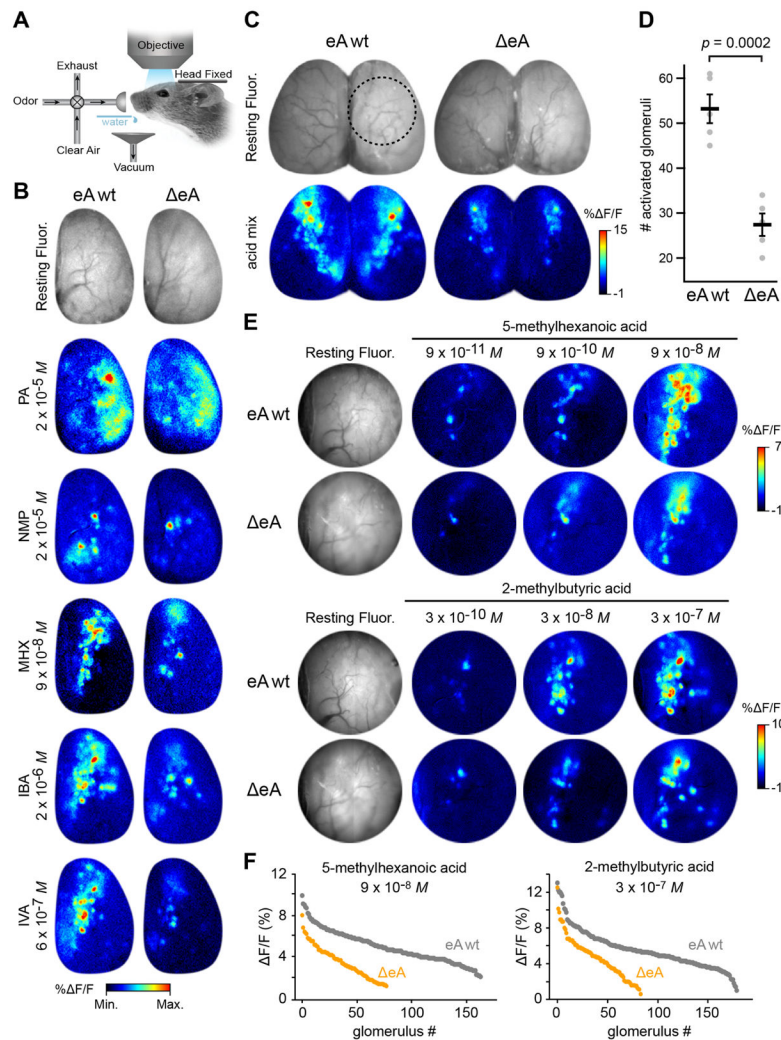 A
Objective
Exhaust
Head Fixed
Odor
water
Clear Air
Vacuum
B
eA wt
ΔeA
Resting Fluor.
PA
2 x 10⁻⁵ M
NMP
2 x 10⁻⁵ M
MHX
9 x 10⁻⁸ M
IBA
2 x 10⁻⁶ M
IVA
6 x 10⁻⁷ M
%ΔF/F
Min.
Max.
C
eA wt
ΔeA
Resting Fluor.
acid mix
%ΔF/F
15
-1
D
p = 0.0002
# activated glomeruli
60
50
40
30
20
eA wt
ΔeA
E
5-methylhexanoic acid
Resting Fluor.
9 x 10⁻¹¹ M
9 x 10⁻¹⁰ M
9 x 10⁻⁸ M
eA wt
ΔeA
%ΔF/F
7
-1
2-methylbutyric acid
Resting Fluor.
3 x 10⁻¹⁰ M
3 x 10⁻⁸ M
3 x 10⁻⁷ M
eA wt
ΔeA
%ΔF/F
10
-1
F
5-methylhexanoic acid
9 x 10⁻⁸ M
ΔF/F (%)
12
8
4
0
eA wt
ΔeA
0
50
100
150
glomerulus #
2-methylbutyric acid
3 x 10⁻⁷ M
ΔF/F (%)
12
8
4
0
eA wt
ΔeA
0
50
100
150
glomerulus #